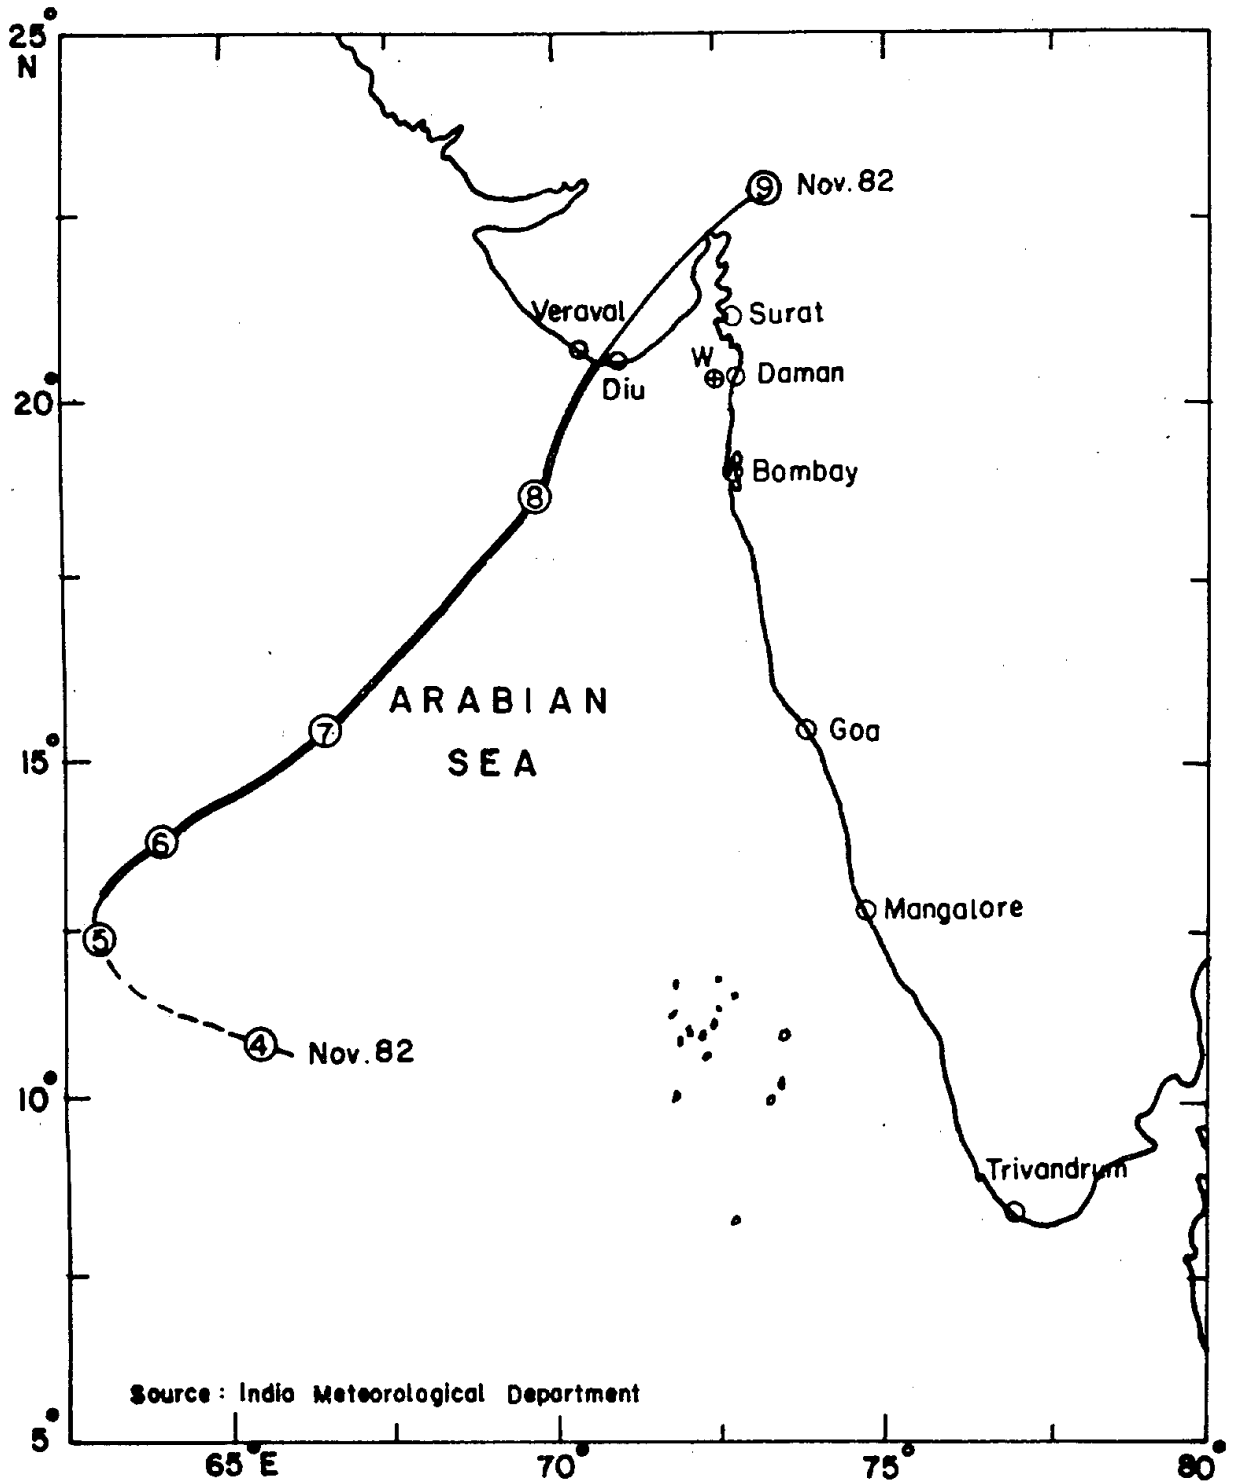 25°
N
9 Nov. 82
Veraval
Surat
W
Daman
Diu
20°
Bombay
8
ARABIAN
7
Goa
SEA
15°
6
Mangalore
5
4 Nov. 82
10°
Trivandrum
Source: India Meteorological Department
5°
65°E 70° 75° 80°